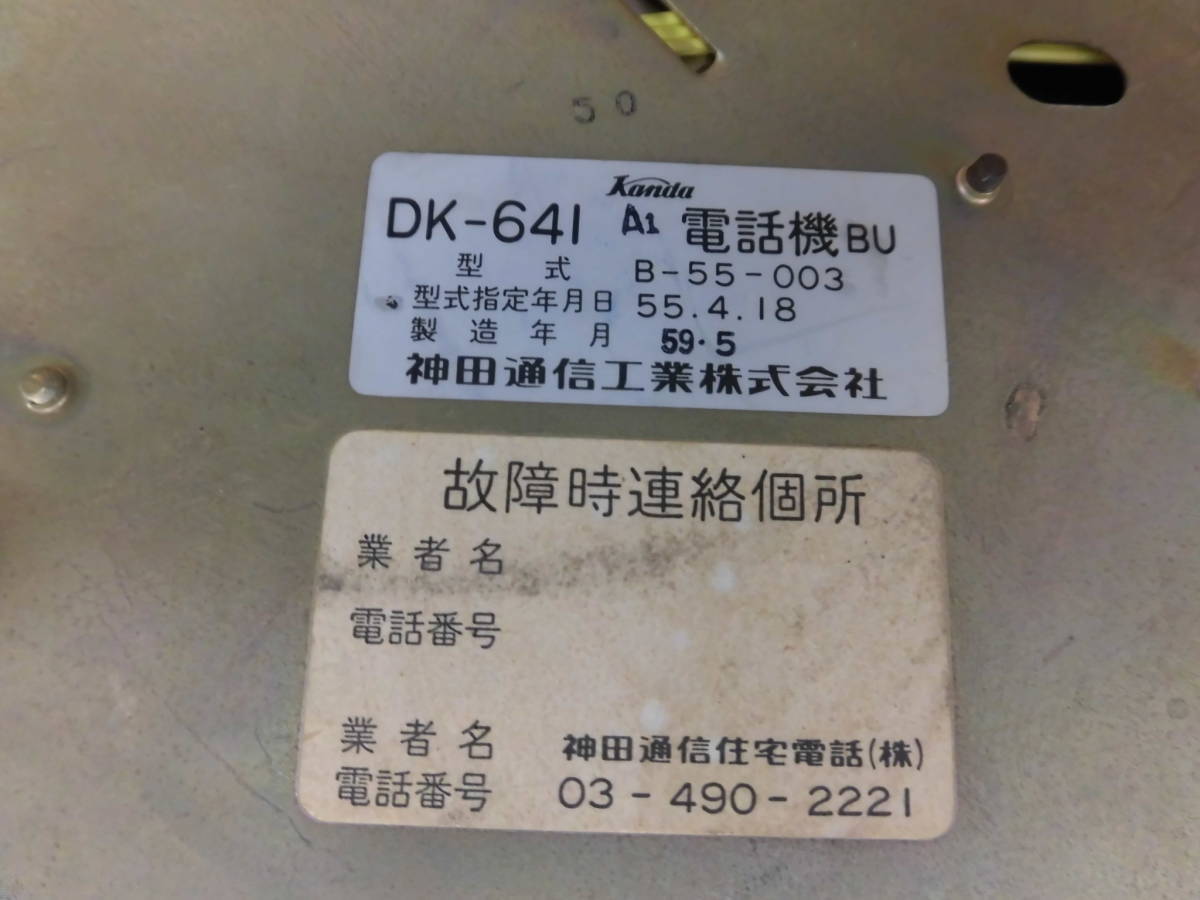 50
Kanda
DK-641 A1 電話機 BU
型 式 B-55-003
型式指定年月日 55.4.18
製造年月 59.5
神田通信工業株式会社
故障時連絡個所
業者名
電話番号
業者名 神田通信住宅電話(株)
電話番号 03-490-2221